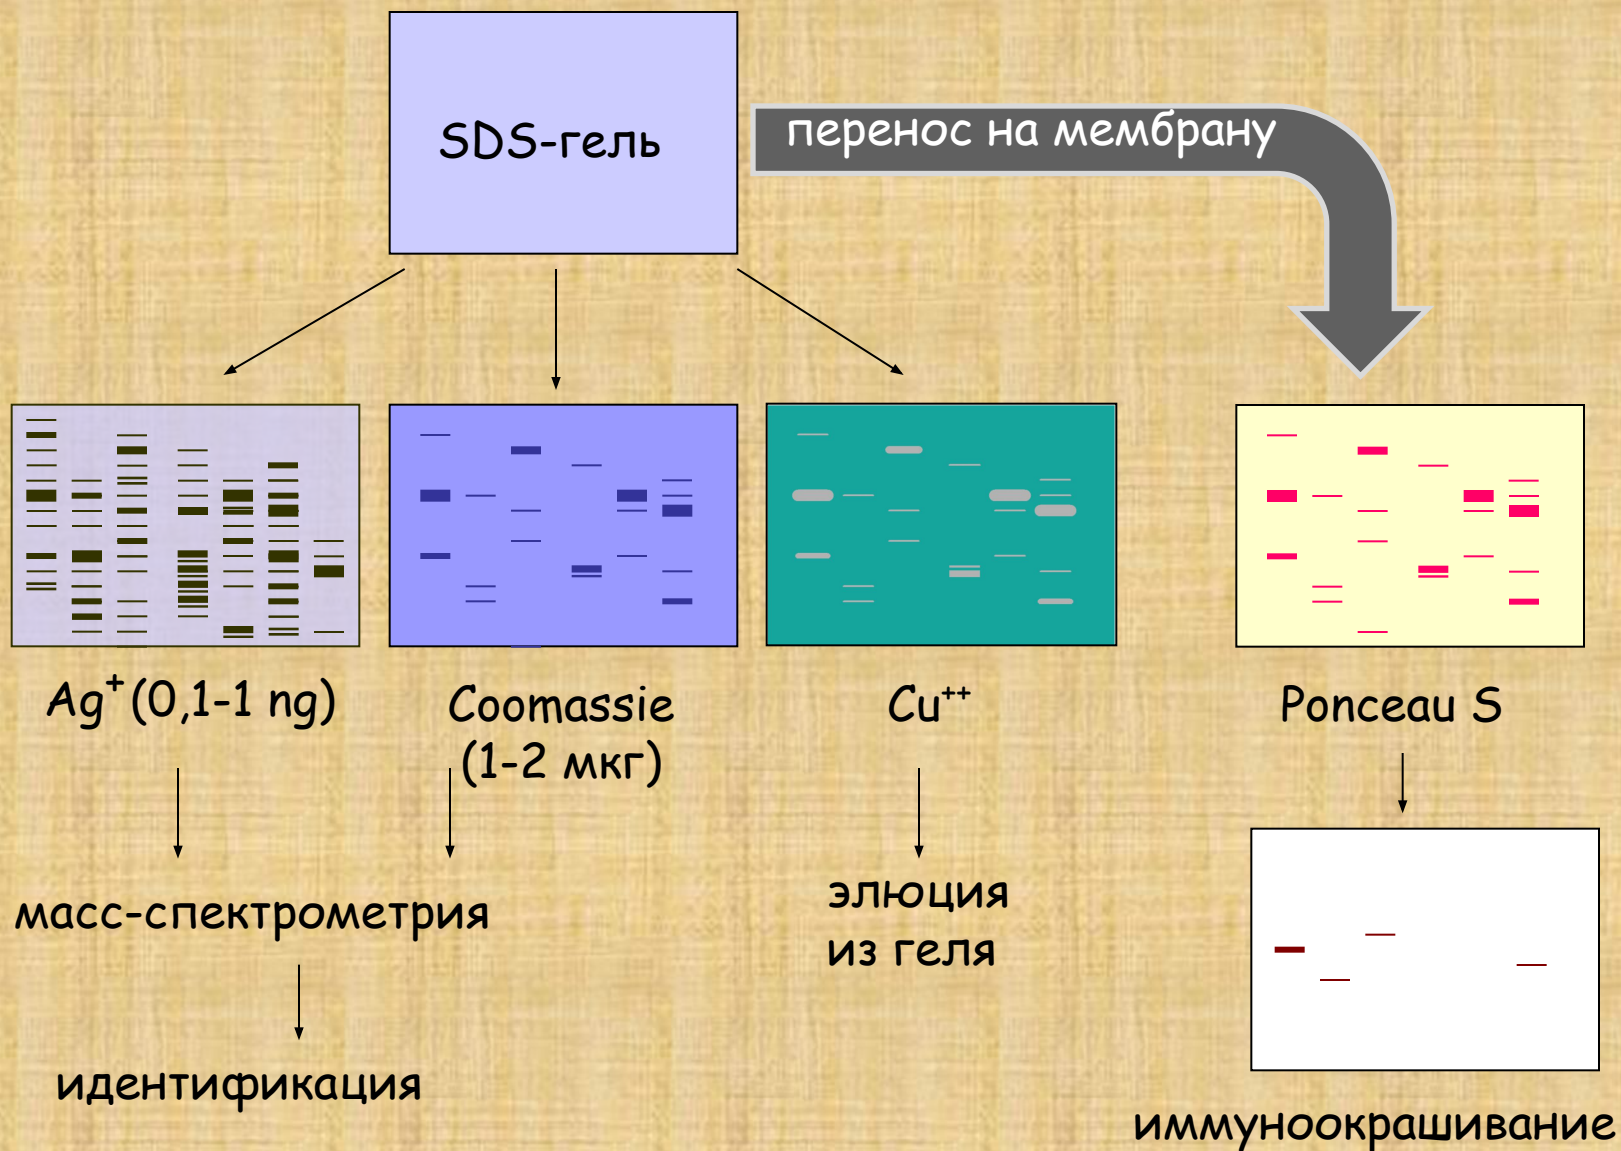 SDS-гель
перенос на мембрану
Ag⁺ (0,1-1 ng)
Coomassie
(1-2 мкг)
Cu⁺⁺
Ponceau S
масс-спектрометрия
элюция
из геля
идентификация
иммуноокрашивание